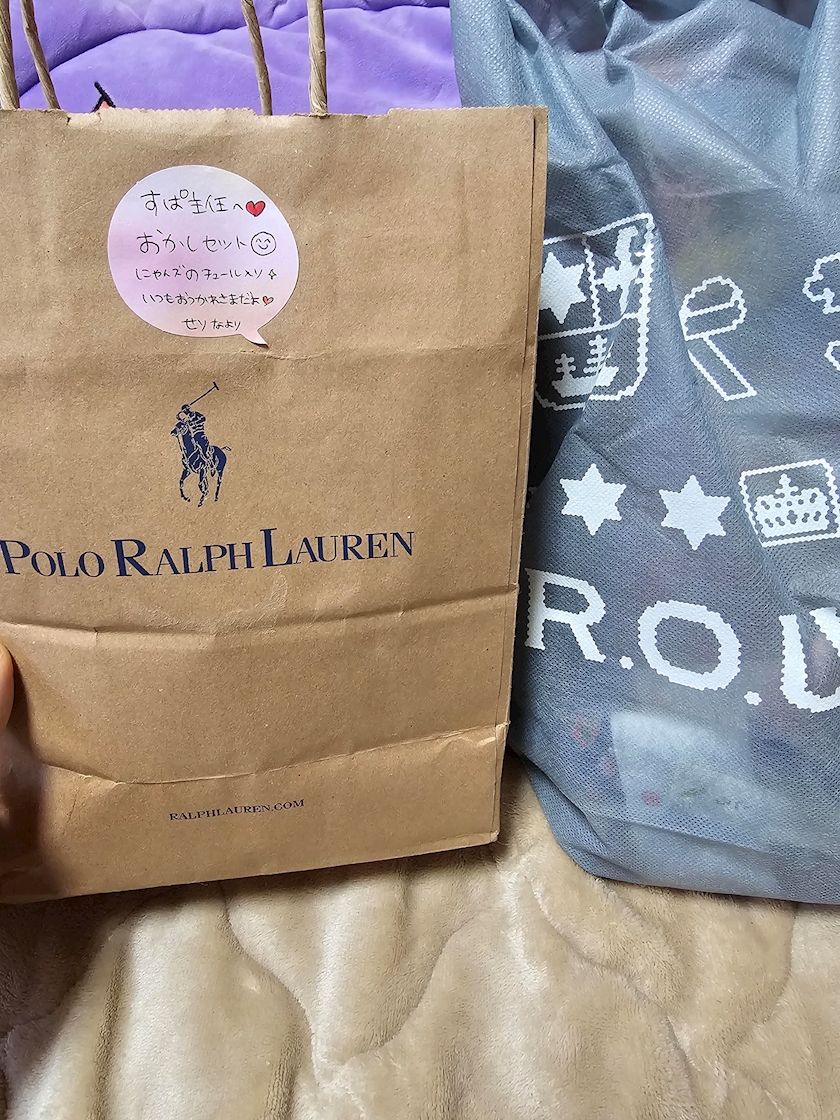 すぱ主任へ
おかしセット
にゃんズのチュール入り
いつもおつかれさまだよ
せりなより
POLO RALPH LAUREN
RALPHLAUREN.COM
R
R.O.U